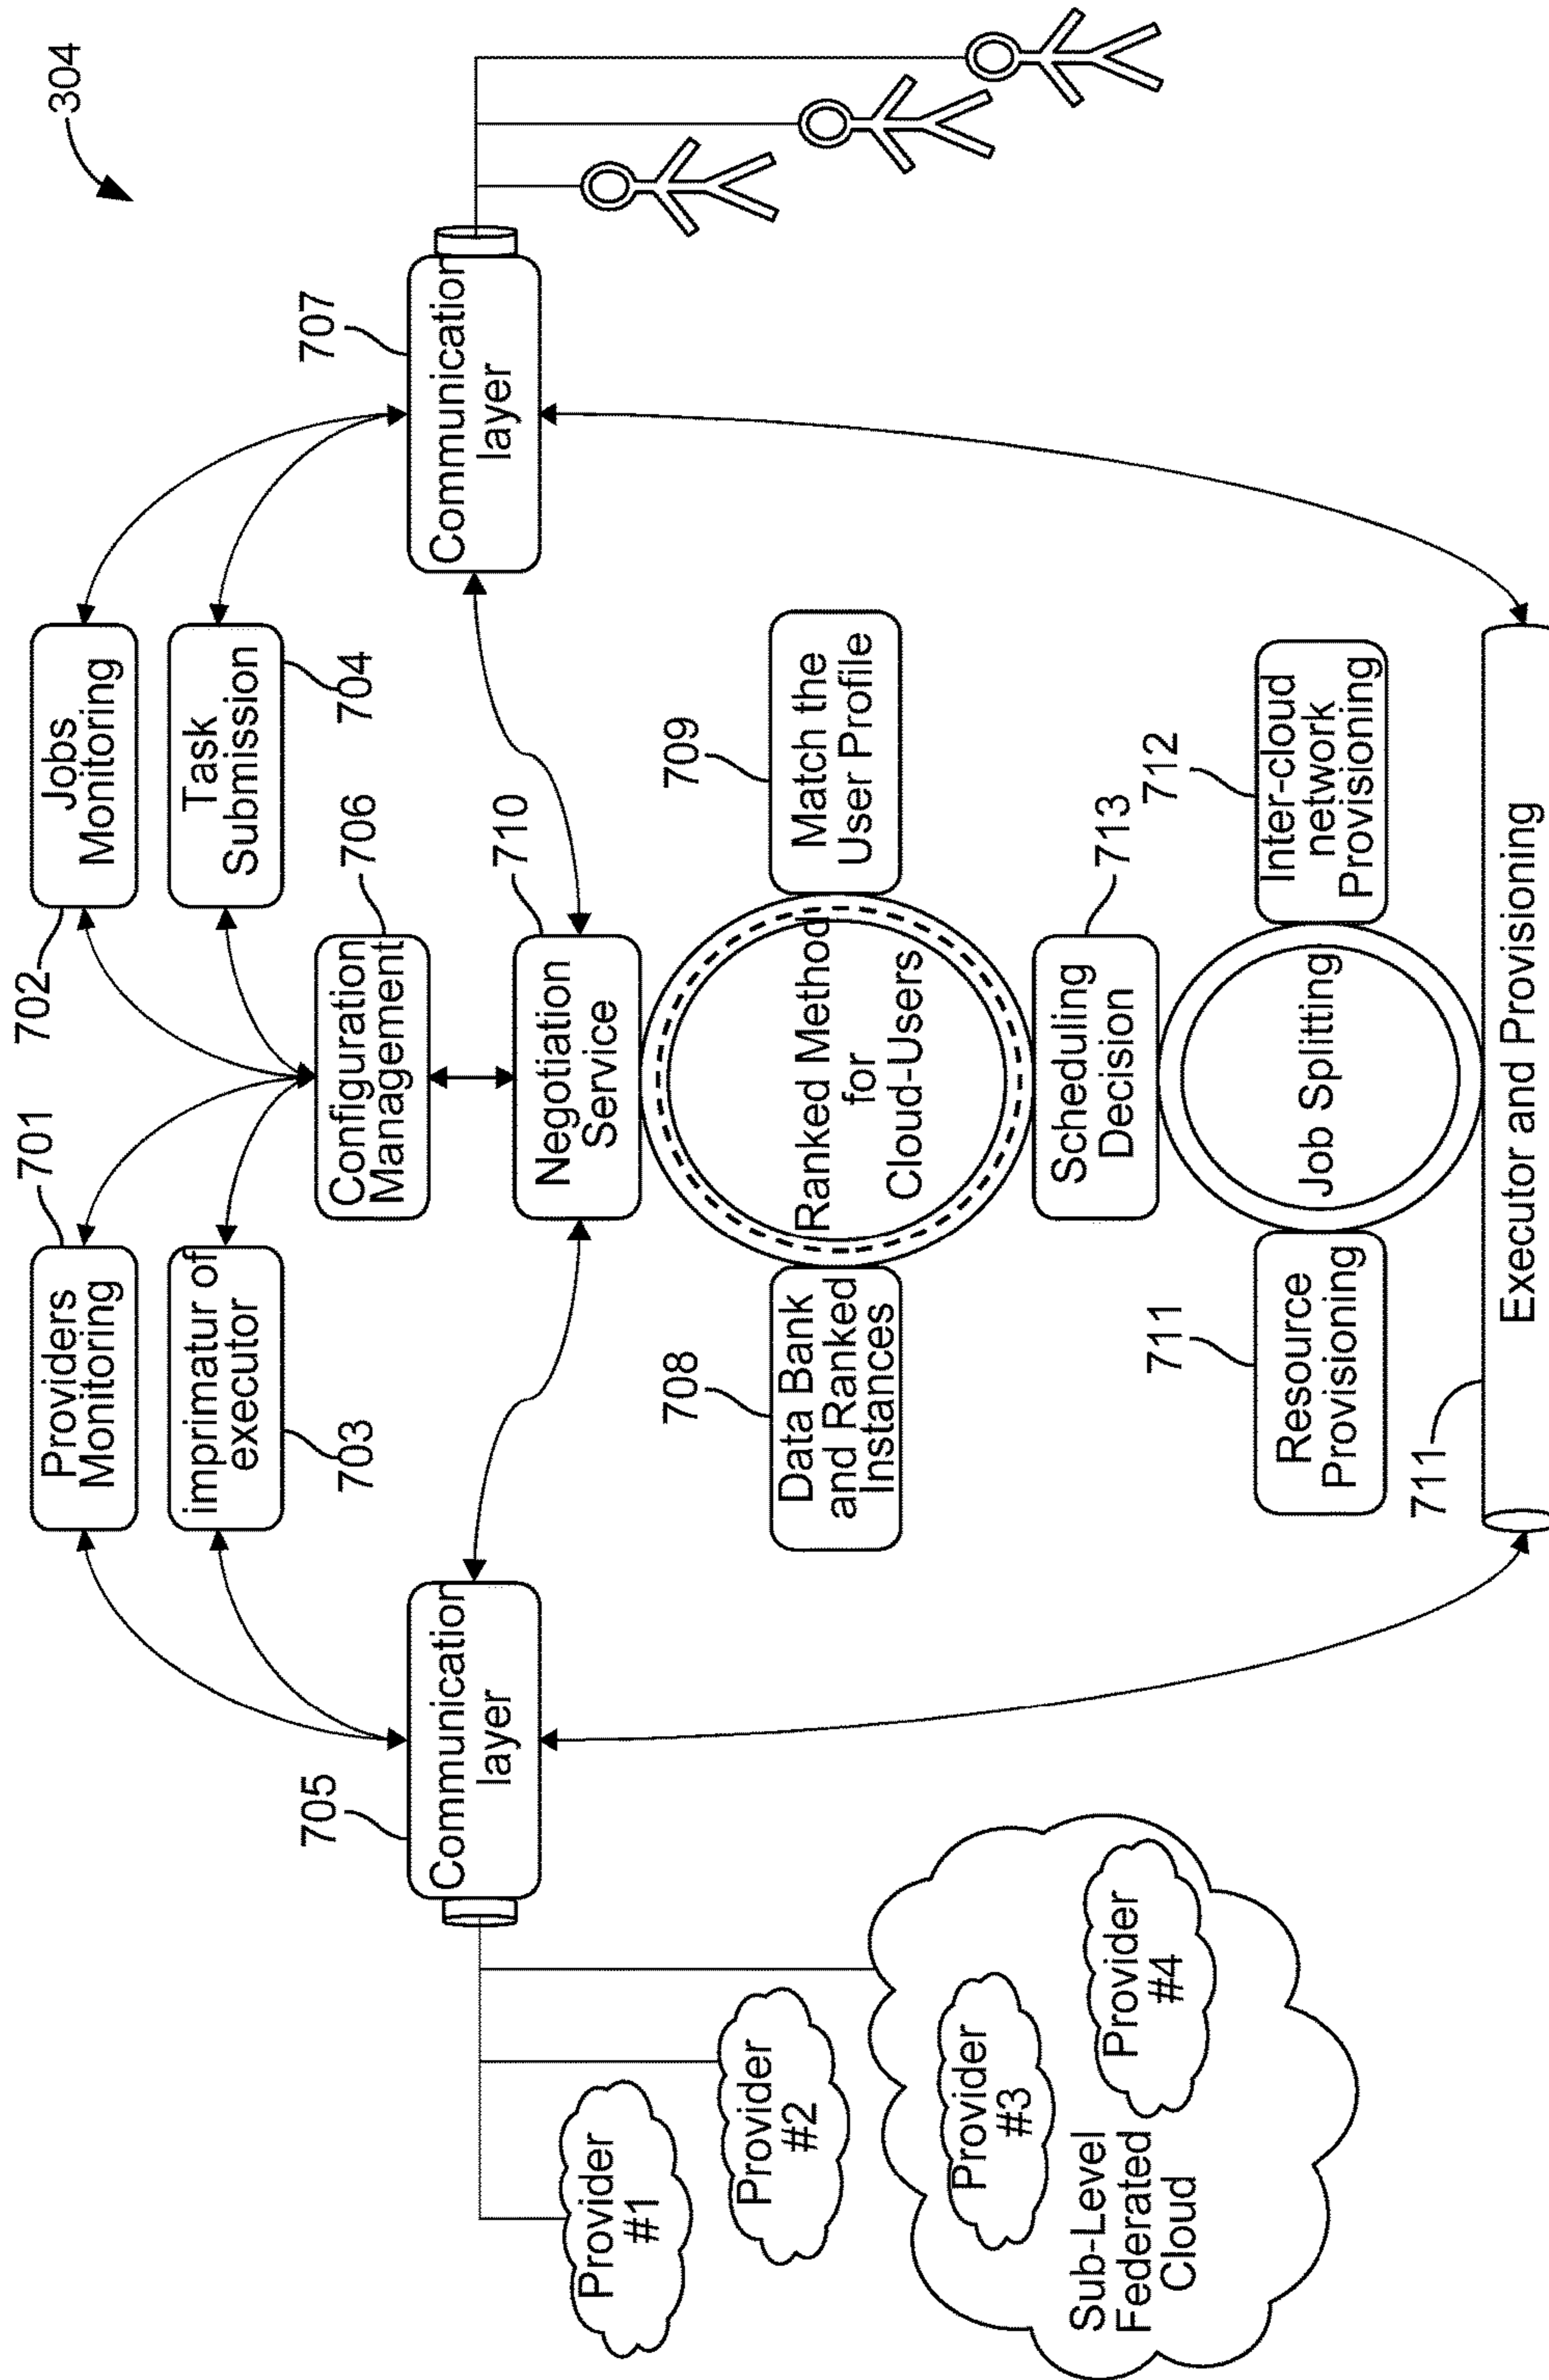 304
701
Providers
Monitoring
702
Jobs
Monitoring
703
imprimatur of
executor
704
Task
Submission
705
Communication
layer
706
Configuration
Management
707
Communication
layer
710
Negotiation
Service
Provider
#1
Provider
#2
Provider
#3
Provider
#4
Sub-Level
Federated
Cloud
708
Data Bank
and Ranked
Instances
Ranked Method
for
Cloud-Users
709
Match the
User Profile
713
Scheduling
Decision
711
Resource
Provisioning
Job Splitting
712
Inter-cloud
network
Provisioning
711
Executor and Provisioning